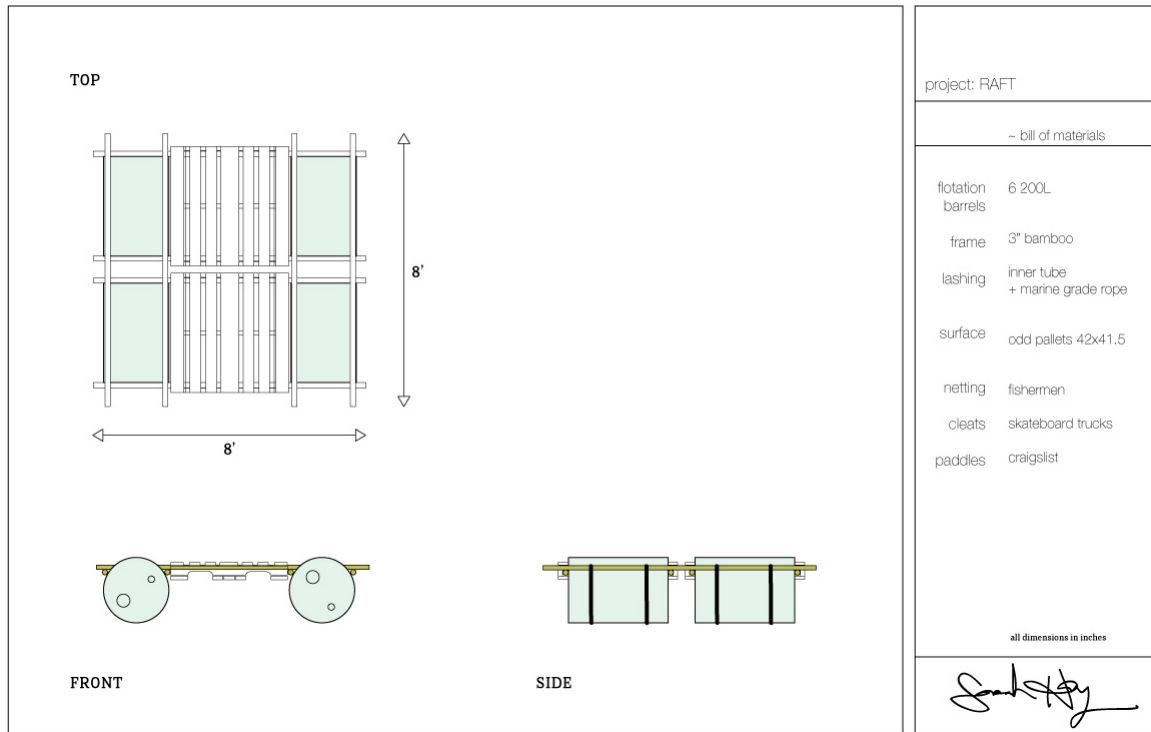 TOP
8'
8'
FRONT
SIDE
project: RAFT
~ bill of materials
flotation barrels 6 200L
frame 3" bamboo
lashing inner tube
+ marine grade rope
surface odd pallets 42x41.5
netting fishermen
cleats skateboard trucks
paddles craigslist
all dimensions in inches